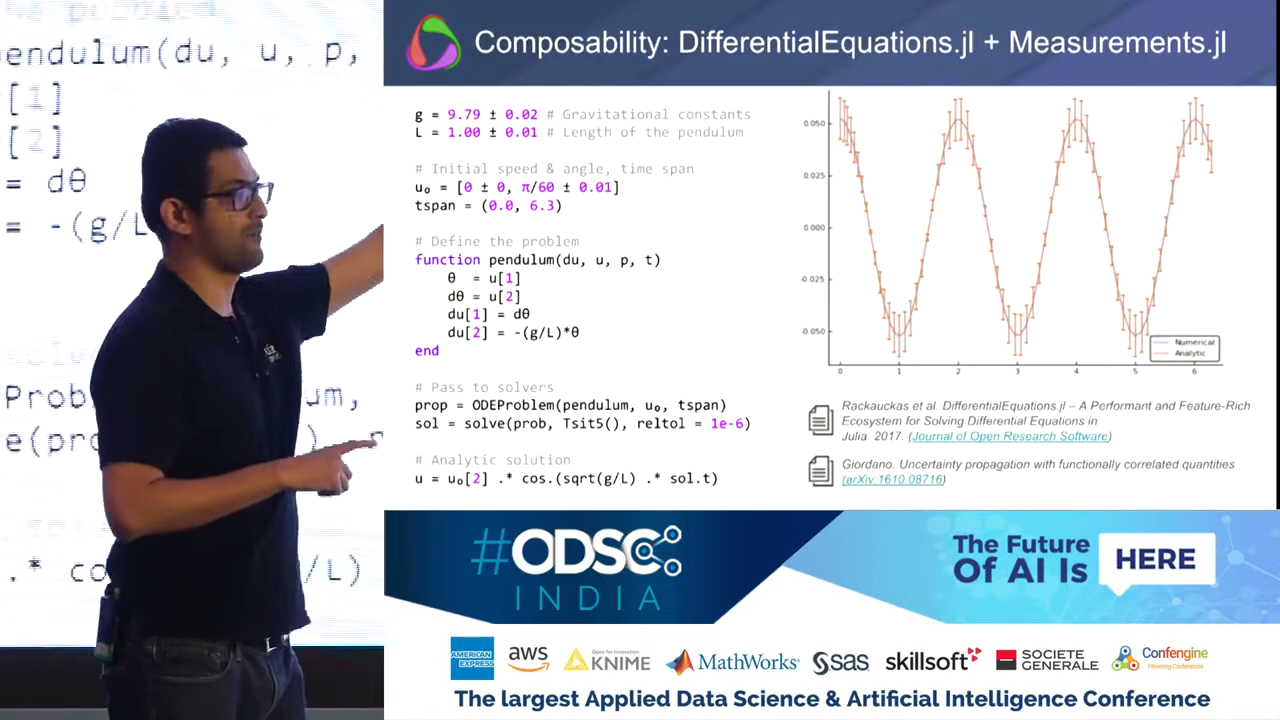 endulum(du, u, p,
[1]
[2]
= dθ
= -(g/L
Prob
um,
e(pro
.* co
/L)
Composability: DifferentialEquations.jl + Measurements.jl
g = 9.79 ± 0.02 # Gravitational constants
L = 1.00 ± 0.01 # Length of the pendulum
# Initial speed & angle, time span
u₀ = [0 ± 0, π/60 ± 0.01]
tspan = (0.0, 6.3)
# Define the problem
function pendulum(du, u, p, t)
θ = u[1]
dθ = u[2]
du[1] = dθ
du[2] = -(g/L)*θ
end
# Pass to solvers
prop = ODEProblem(pendulum, u₀, tspan)
sol = solve(prob, Tsit5(), reltol = 1e-6)
# Analytic solution
u = u₀[2] .* cos.(sqrt(g/L) .* sol.t)
0.050
0.025
0.000
-0.025
-0.050
0 1 2 3 4 5 6
Numerical
Analytic
Rackauckas et al. DifferentialEquations.jl – A Performant and Feature-Rich
Ecosystem for Solving Differential Equations in
Julia. 2017. (Journal of Open Research Software)
Giordano. Uncertainty propagation with functionally correlated quantities
(arXiv:1610.08716)
#ODSC
INDIA
The Future
Of AI Is
HERE
AMERICAN
EXPRESS
aws
Open for Innovation
KNIME
MathWorks®
sas
skillsoft
SOCIETE
GENERALE
Confengine
Powering Conferences
The largest Applied Data Science & Artificial Intelligence Conference